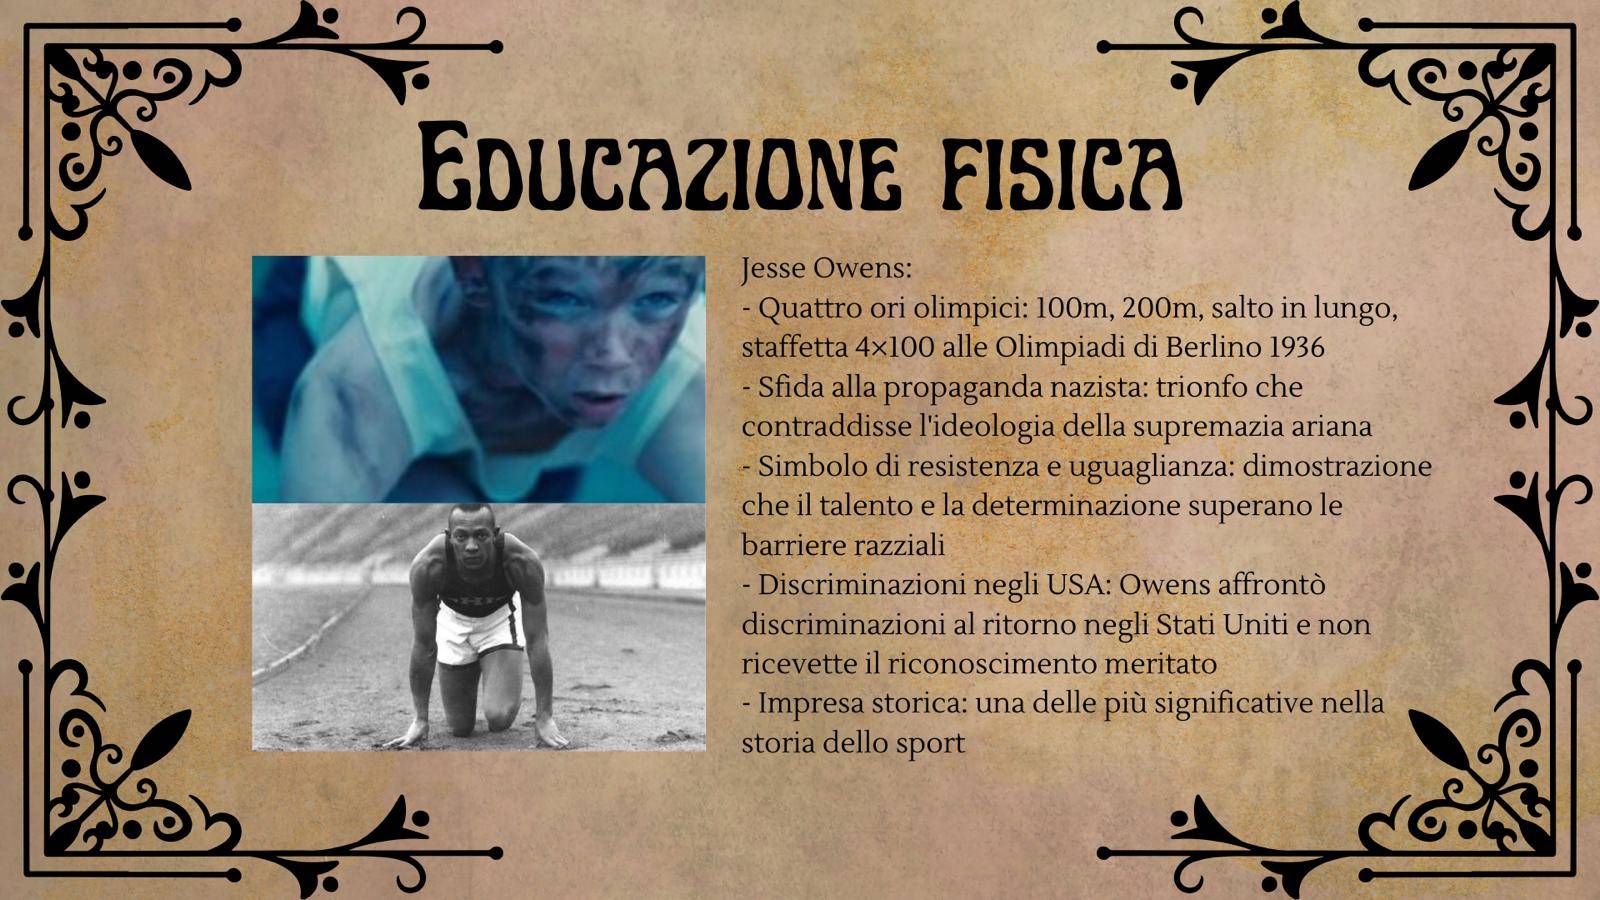 Educazione fisica
Jesse Owens:
- Quattro ori olimpici: 100m, 200m, salto in lungo,
staffetta 4×100 alle Olimpiadi di Berlino 1936
- Sfida alla propaganda nazista: trionfo che
contraddisse l'ideologia della supremazia ariana
- Simbolo di resistenza e uguaglianza: dimostrazione
che il talento e la determinazione superano le
barriere razziali
- Discriminazioni negli USA: Owens affrontò
discriminazioni al ritorno negli Stati Uniti e non
ricevette il riconoscimento meritato
- Impresa storica: una delle più significative nella
storia dello sport